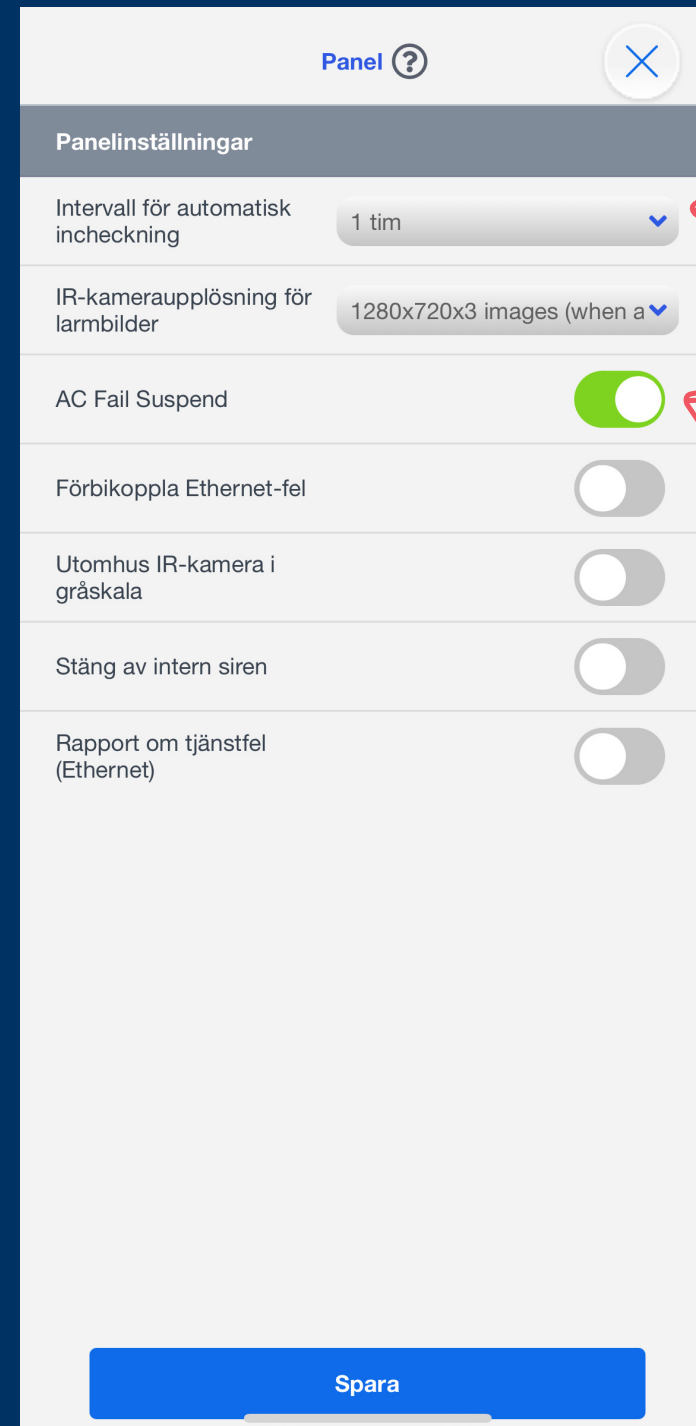 Panel ?
Panelinställningar
Intervall för automatisk
incheckning
1 tim
IR-kameraupplösning för
larmbilder
1280x720x3 images (when a
AC Fail Suspend
Förbikoppla Ethernet-fel
Utomhus IR-kamera i
gråskala
Stäng av intern siren
Rapport om tjänstfel
(Ethernet)
Spara